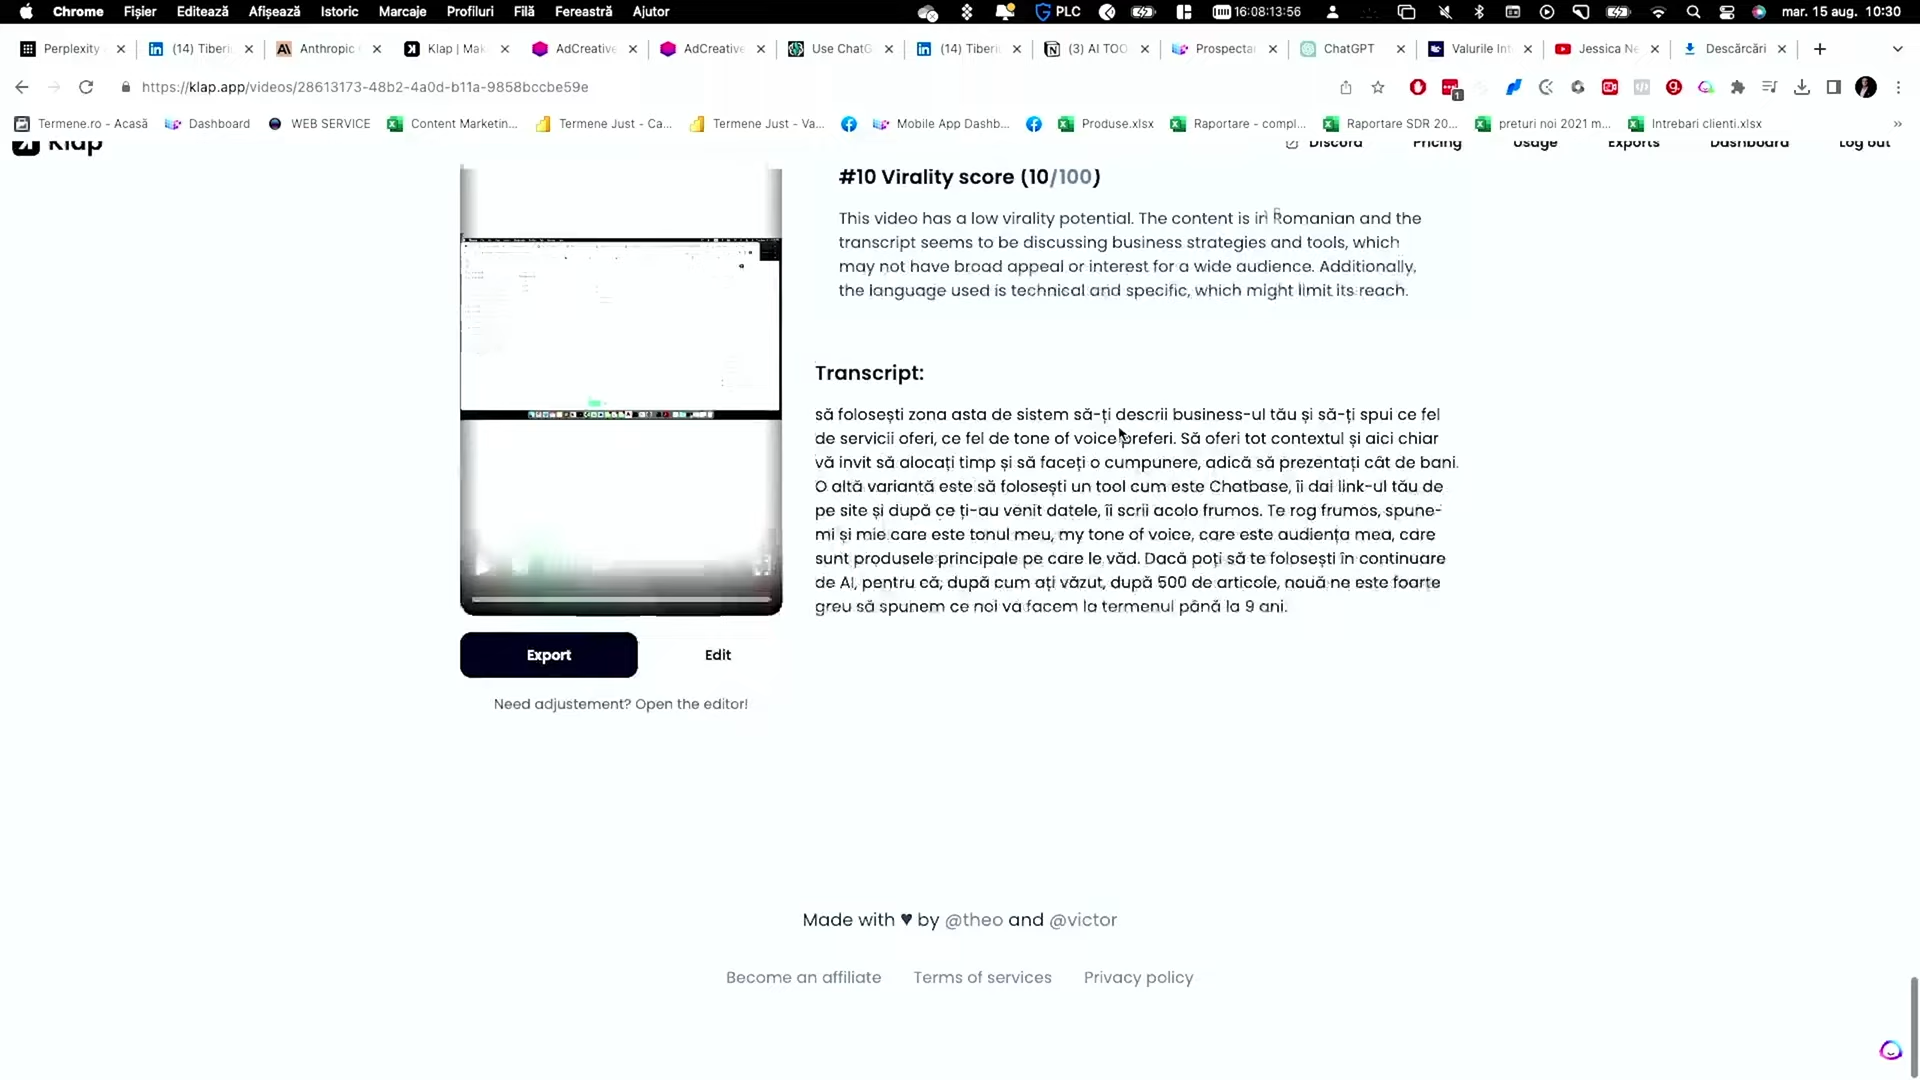 Chrome Fișier Editează Afișează Istoric Marcaje Profiluri Filă Fereastră Ajutor PLC 16:08:13:56 mar. 15 aug. 10:30
Perplexity (14) Tiberi Anthropic Klap | Mak AdCreative AdCreative Use ChatG (14) Tiberi (3) AI TOO Prospecta ChatGPT Valurile Int Jessica Ne Descărcări
https://klap.app/videos/28613173-48b2-4a0d-b11a-9858bccbe59e 1
Termene.ro - Acasă Dashboard WEB SERVICE Content Marketin... Termene Just - Ca... Termene Just - Va... Mobile App Dashb... Produse.xlsx Raportare - compl... Raportare SDR 20... preturi noi 2021 m... Intrebari clienti.xlsx »
Klap Discord Pricing Usage Exports Dashboard Log out
#10 Virality score (10/100)
This video has a low virality potential. The content is in Romanian and the
transcript seems to be discussing business strategies and tools, which
may not have broad appeal or interest for a wide audience. Additionally,
the language used is technical and specific, which might limit its reach.
Transcript:
să folosești zona asta de sistem să-ți descrii business-ul tău și să-ți spui ce fel
de servicii oferi, ce fel de tone of voice preferi. Să oferi tot contextul și aici chiar
vă invit să alocați timp și să faceți o cumpunere, adică să prezentați cât de bani.
O altă variantă este să folosești un tool cum este Chatbase, îi dai link-ul tău de
pe site și după ce ți-au venit datele, îi scrii acolo frumos. Te rog frumos, spune-
mi și mie care este tonul meu, my tone of voice, care este audiența mea, care
sunt produsele principale pe care le văd. Dacă poți să te folosești în continuare
de AI, pentru că, după cum ați văzut, după 500 de articole, nouă ne este foarte
greu să spunem ce noi va facem la termenul până la 9 ani.
Export Edit
Need adjustement? Open the editor!
Made with ♥ by @theo and @victor
Become an affiliate Terms of services Privacy policy